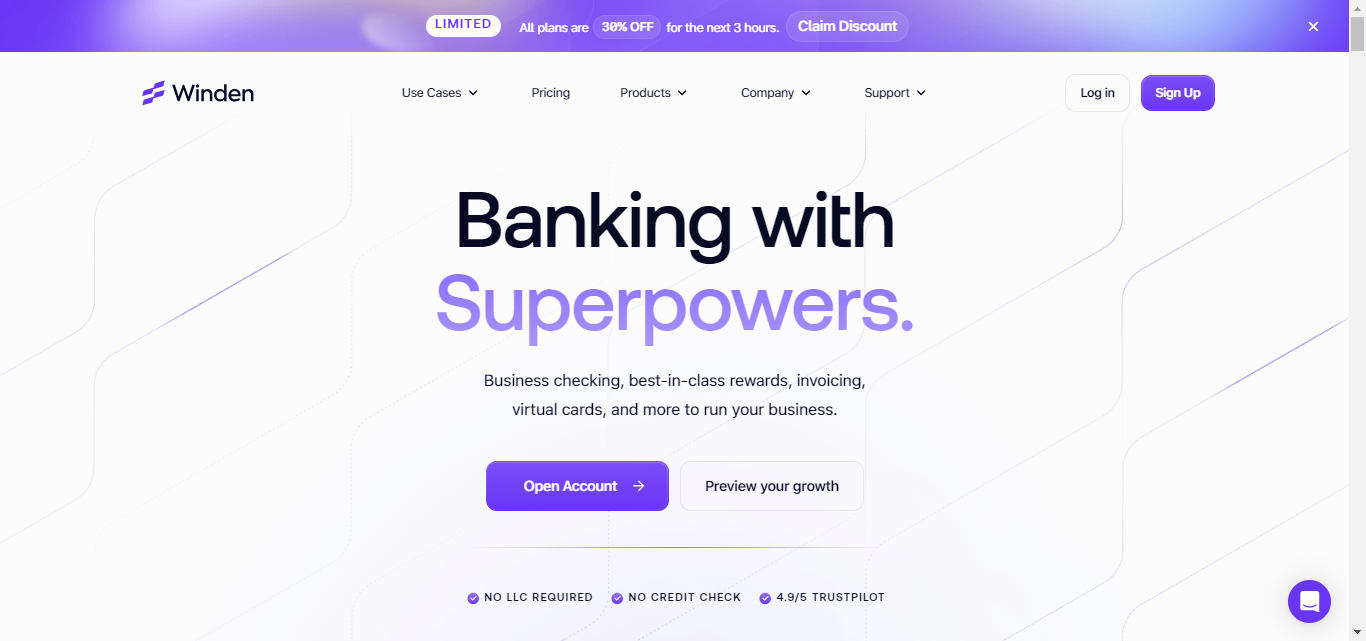 LIMITED All plans are 30% OFF for the next 3 hours. Claim Discount
Winden Use Cases Pricing Products Company Support Log in Sign Up
Banking with
Superpowers.
Business checking, best-in-class rewards, invoicing,
virtual cards, and more to run your business.
Open Account Preview your growth
NO LLC REQUIRED NO CREDIT CHECK 4.9/5 TRUSTPILOT